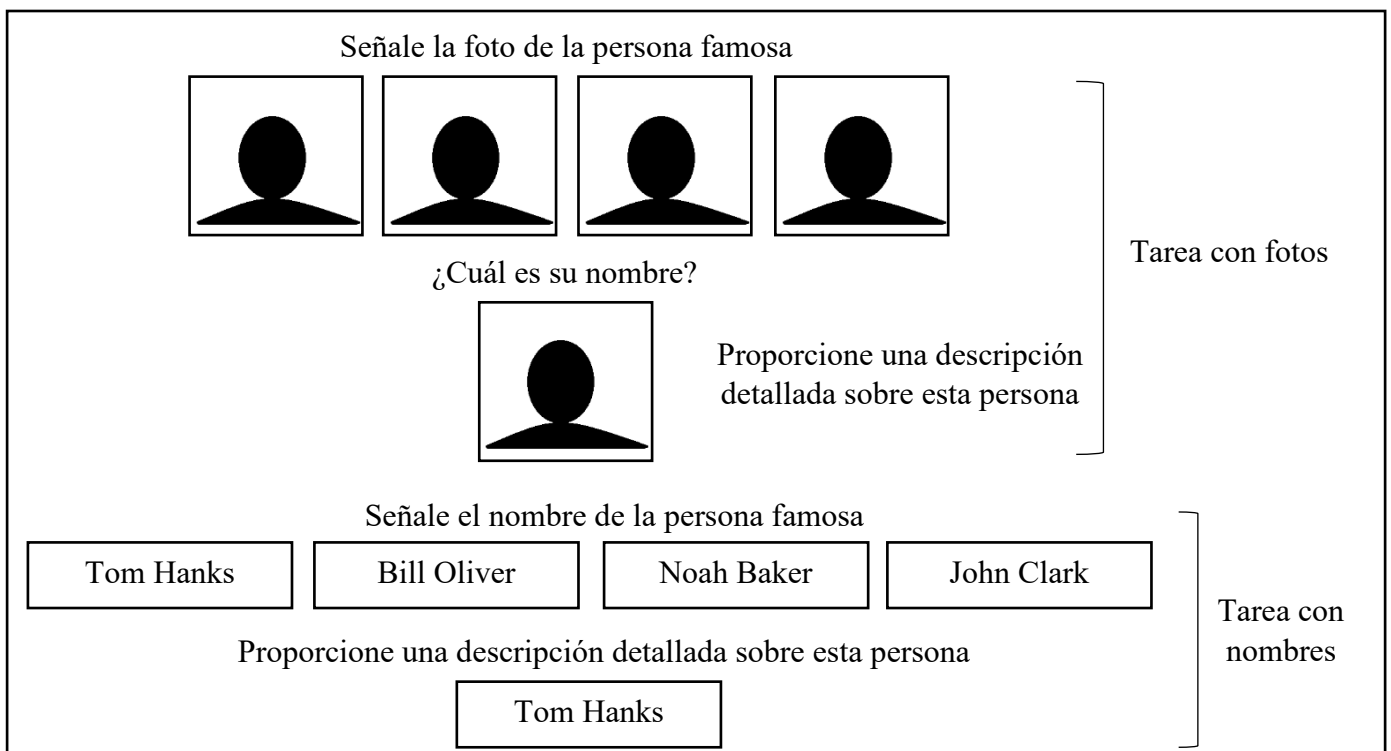 Señale la foto de la persona famosa
Tarea con fotos
¿Cuál es su nombre?
Proporcione una descripción
detallada sobre esta persona
Señale el nombre de la persona famosa
Tom Hanks
Bill Oliver
Noah Baker
John Clark
Tarea con
nombres
Proporcione una descripción detallada sobre esta persona
Tom Hanks